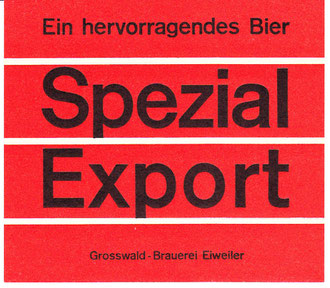 Ein hervorragendes Bier
Spezial
Export
Grosswald-Brauerei Eiweiler